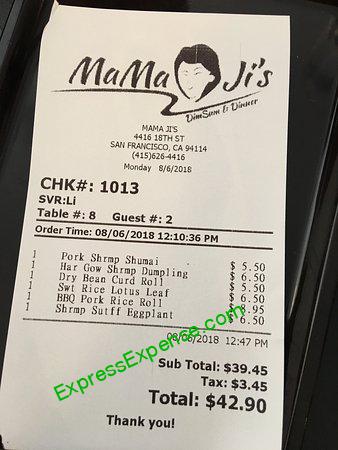 MaMa Ji's
DimSum & Dinner
MAMA JI'S
4416 18TH ST
SAN FRANCISCO, CA 94114
(415)626-4416
Monday 8/6/2018
CHK#: 1013
SVR:Li
Table #: 8 Guest #: 2
Order Time: 08/06/2018 12:10:36 PM
1 Pork Shrmp Shumai $ 5.50
1 Har Gow Shrmp Dumpling $ 6.50
1 Dry Bean Curd Roll $ 5.50
1 Swt Rice Lotus Leaf $ 6.50
1 BBQ Pork Rice Roll $ 8.95
1 Shrmp Sutff Eggplant $ 6.50
08/06/2018 12:47 PM
ExpressExpense.com
Sub Total: $39.45
Tax: $3.45
Total: $42.90
Thank you!